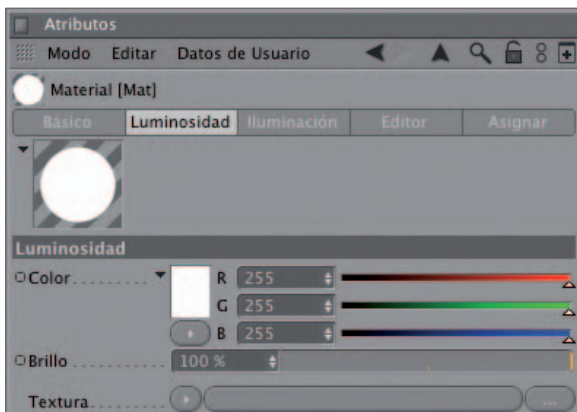 Atributos
Modo Editar Datos de Usuario
Material [Mat]
Básico Luminosidad Iluminación Editor Asignar
Luminosidad
Color......... R 255
G 255
B 255
Brillo.......... 100 %
Textura........ ...